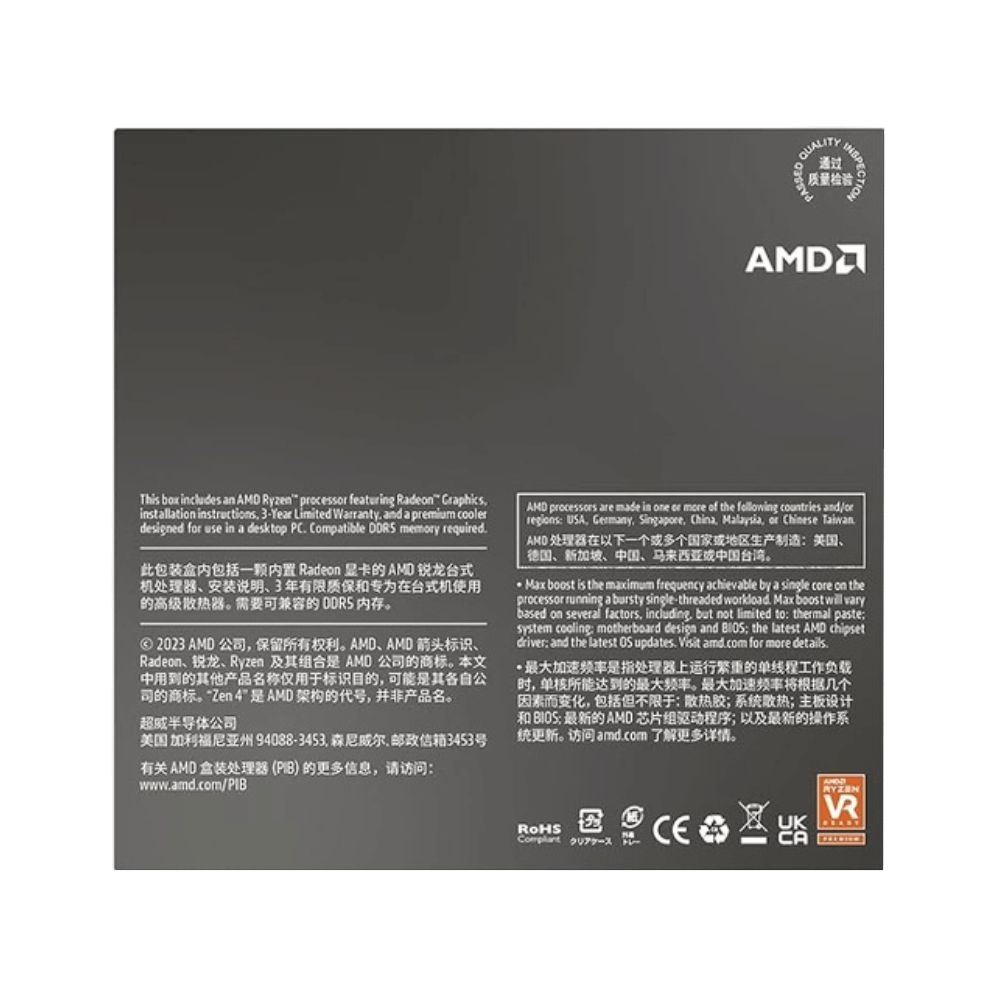 PASSED QUALITY INSPECTION
通过
质量检验
AMD
This box includes an AMD Ryzen™ processor featuring Radeon™ Graphics,
installation instructions, 3-Year Limited Warranty, and a premium cooler
designed for use in a desktop PC. Compatible DDR5 memory required.
此包装盒内包括一颗内置 Radeon 显卡的 AMD 锐龙台式
机处理器、安装说明、3 年有限质保和专为在台式机使用
的高级散热器。需要可兼容的 DDR5 内存。
© 2023 AMD 公司，保留所有权利。AMD、AMD 箭头标识、
Radeon、锐龙、Ryzen 及其组合是 AMD 公司的商标。本文
中用到的其他产品名称仅用于标识目的，可能是其各自公
司的商标。“Zen 4”是 AMD 架构的代号，并非产品名。
超威半导体公司
美国加利福尼亚州 94088-3453, 森尼威尔, 邮政信箱3453号
有关 AMD 盒装处理器 (PIB) 的更多信息，请访问：
www.amd.com/PIB
AMD processors are made in one or more of the following countries and/or
regions: USA, Germany, Singapore, China, Malaysia, or Chinese Taiwan.
AMD 处理器在以下一个或多个国家或地区生产制造：美国、
德国、新加坡、中国、马来西亚或中国台湾。
• Max boost is the maximum frequency achievable by a single core on the
processor running a bursty single-threaded workload. Max boost will vary
based on several factors, including, but not limited to: thermal paste;
system cooling; motherboard design and BIOS; the latest AMD chipset
driver; and the latest OS updates. Visit amd.com for more details.
• 最大加速频率是指处理器上运行繁重的单线程工作负载
时，单核所能达到的最大频率。最大加速频率将根据几个
因素而变化，包括但不限于：散热胶；系统散热；主板设计
和 BIOS; 最新的 AMD 芯片组驱动程序；以及最新的操作系
统更新。访问 amd.com 了解更多详情。
RoHS
Compliant
プラ
クリアケース
紙
外箱
トレー
CE
UK
CA
AMD
RYZEN
VR
READY
PREMIUM